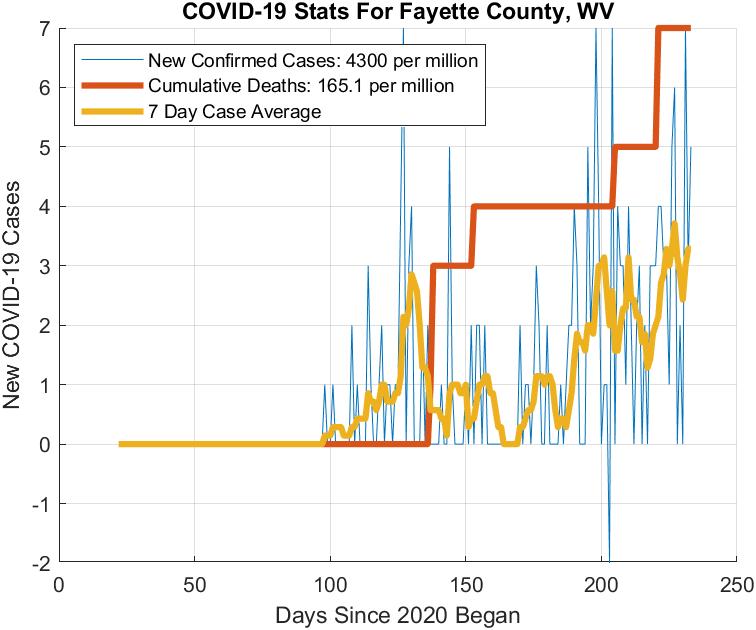 COVID-19 Stats For Fayette County, WV
New Confirmed Cases: 4300 per million
Cumulative Deaths: 165.1 per million
7 Day Case Average
New COVID-19 Cases
7
6
5
4
3
2
1
0
-1
-2
0 50 100 150 200 250
Days Since 2020 Began